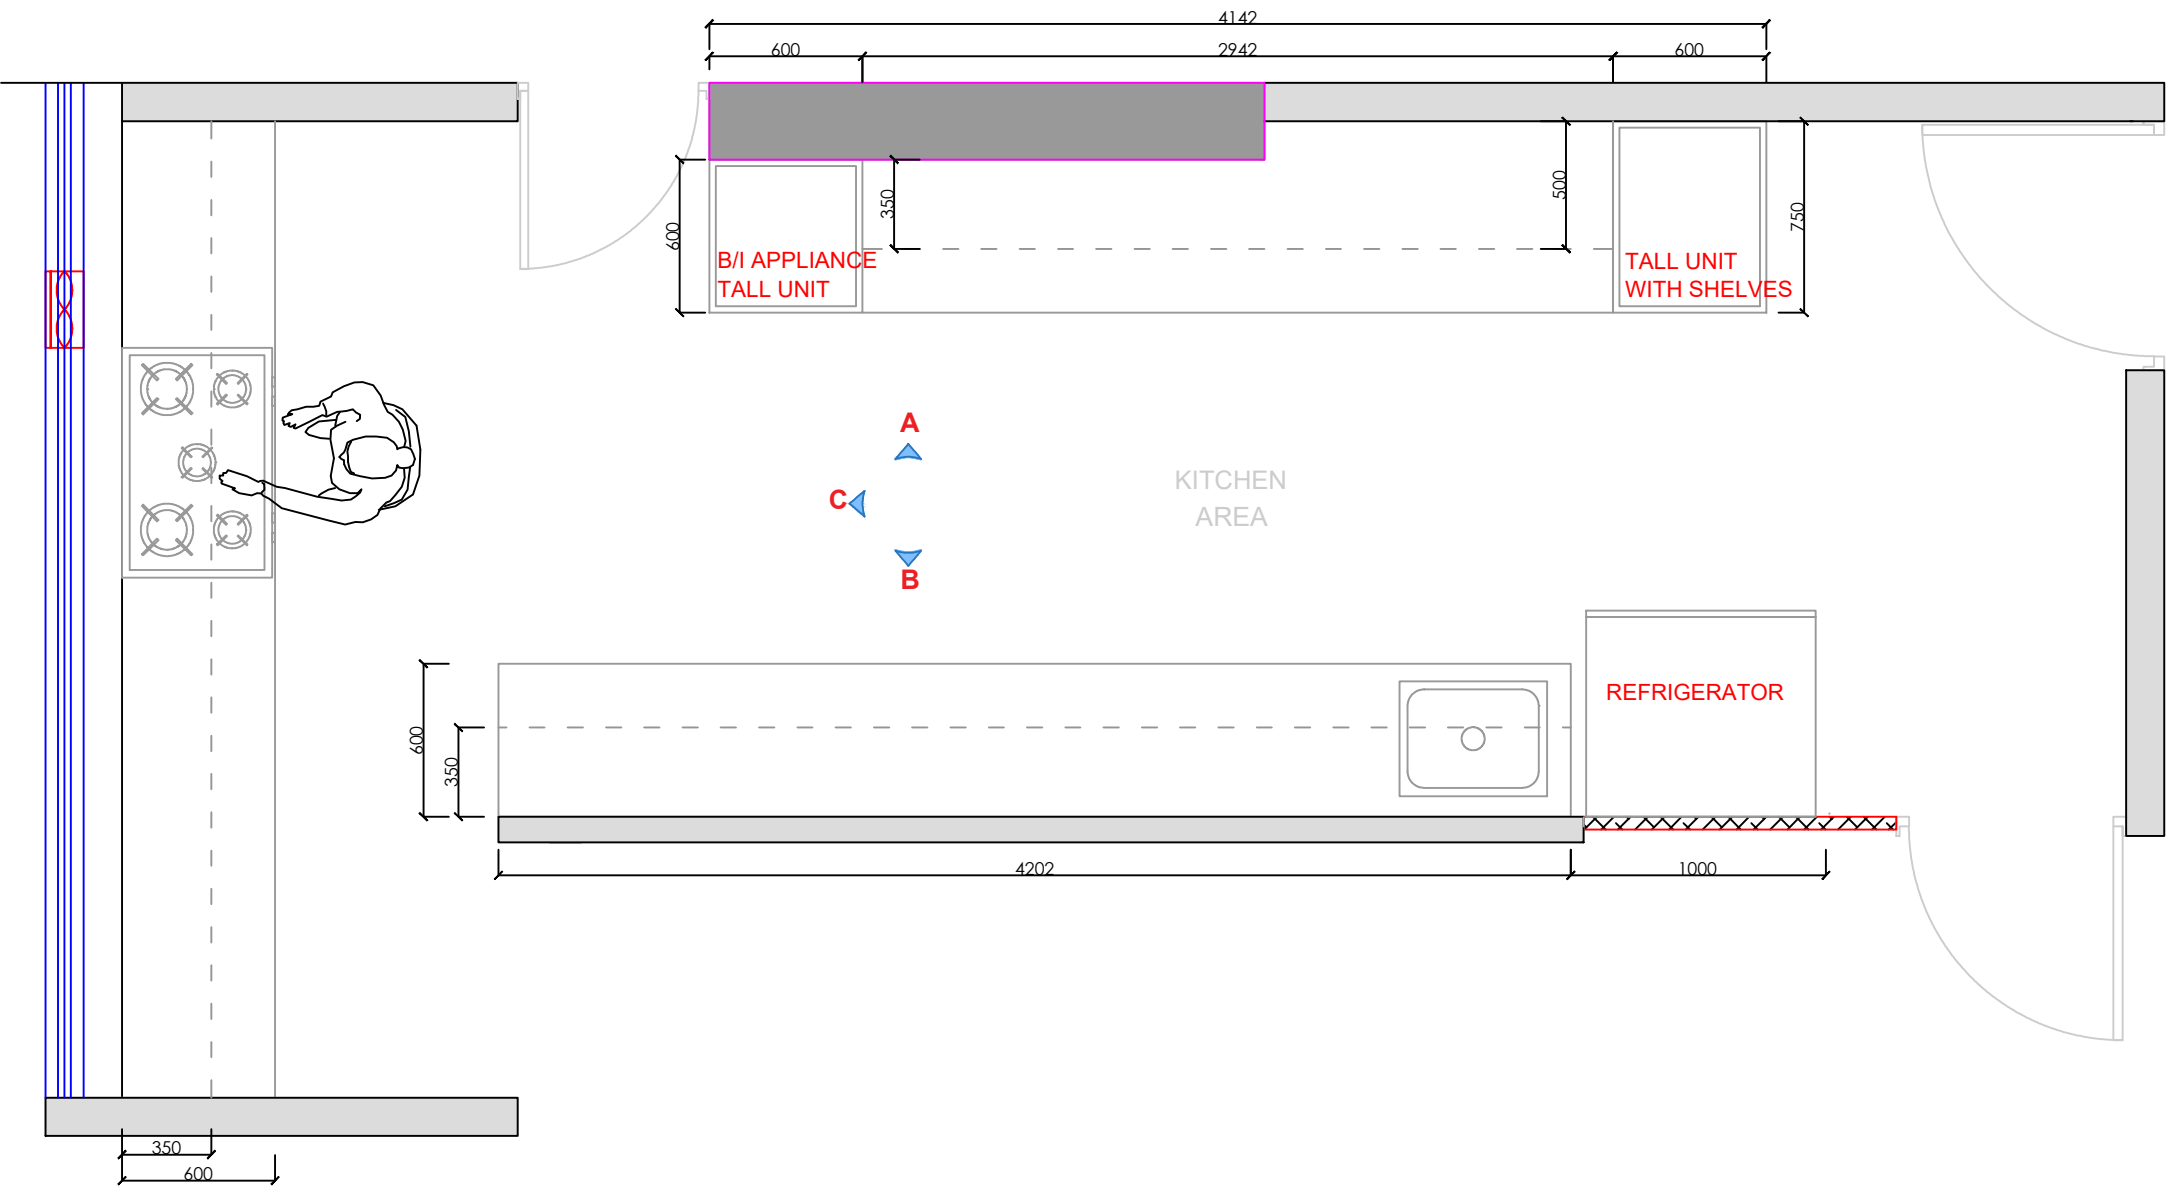 4142
600
2942
600
350
500
600
750
B/I APPLIANCE
TALL UNIT
TALL UNIT
WITH SHELVES
A
C
B
KITCHEN
AREA
REFRIGERATOR
600
350
4202
1000
350
600